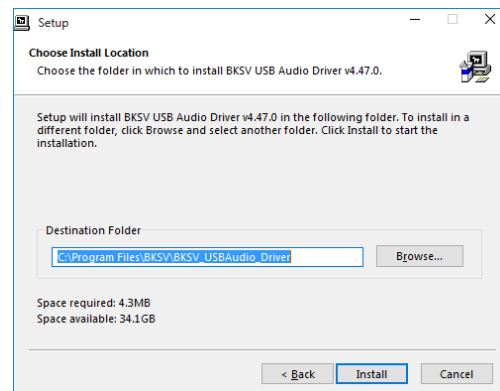 Setup
Choose Install Location
Choose the folder in which to install BKSV USB Audio Driver v4.47.0.
Setup will install BKSV USB Audio Driver v4.47.0 in the following folder. To install in a
different folder, click Browse and select another folder. Click Install to start the
installation.
Destination Folder
C:\Program Files\BKSV\BKSV_USBAudio_Driver
Browse...
Space required: 4.3MB
Space available: 34.1GB
< Back
Install
Cancel